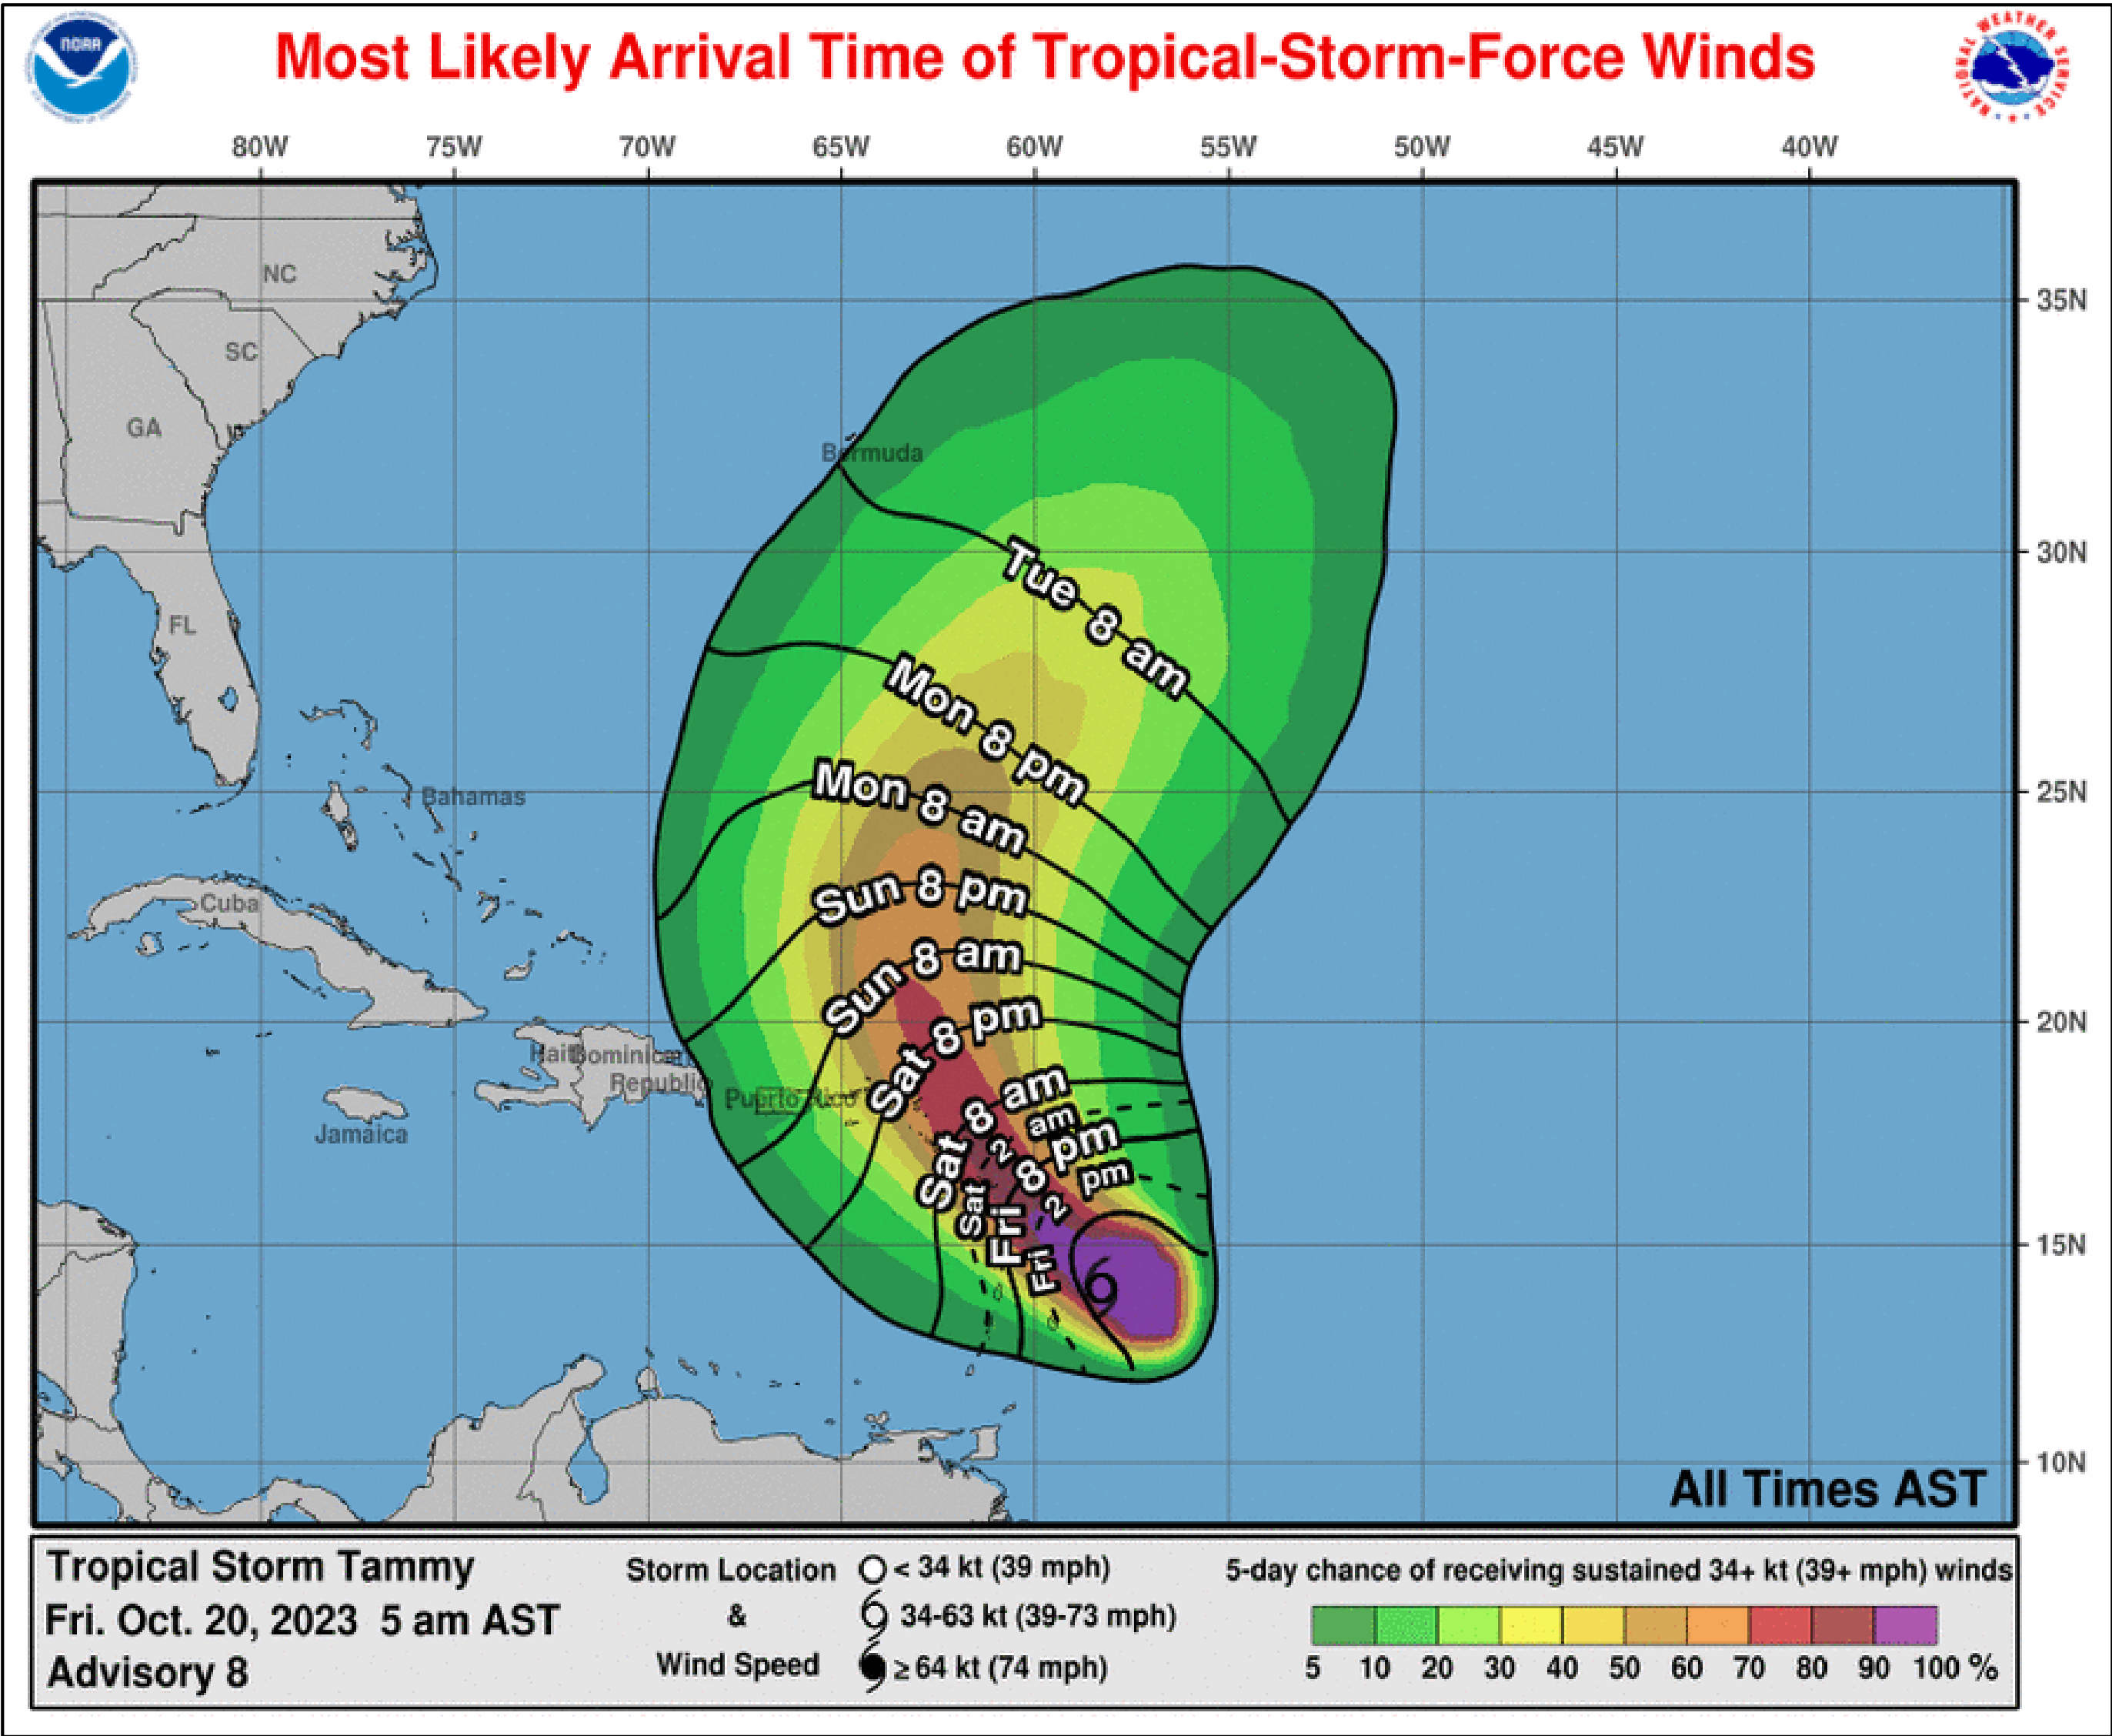 NOAA
Most Likely Arrival Time of Tropical-Storm-Force Winds
NATIONAL WEATHER SERVICE
80W 75W 70W 65W 60W 55W 50W 45W 40W
NC
35N
SC
GA
Bermuda
30N
Tue 8 am
FL
Mon 8 pm
Mon 8 am
25N
Bahamas
Sun 8 pm
Cuba
Sun 8 am
20N
Sat 8 pm
Haiti
Dominican
Republic
Puerto Rico
Sat 8 am
Jamaica
Sat 2 am
Fri 8 pm
Fri 2 pm
15N
10N
All Times AST
Tropical Storm Tammy
Fri. Oct. 20, 2023 5 am AST
Advisory 8
Storm Location
&
Wind Speed
< 34 kt (39 mph)
34-63 kt (39-73 mph)
≥ 64 kt (74 mph)
5-day chance of receiving sustained 34+ kt (39+ mph) winds
5 10 20 30 40 50 60 70 80 90 100 %